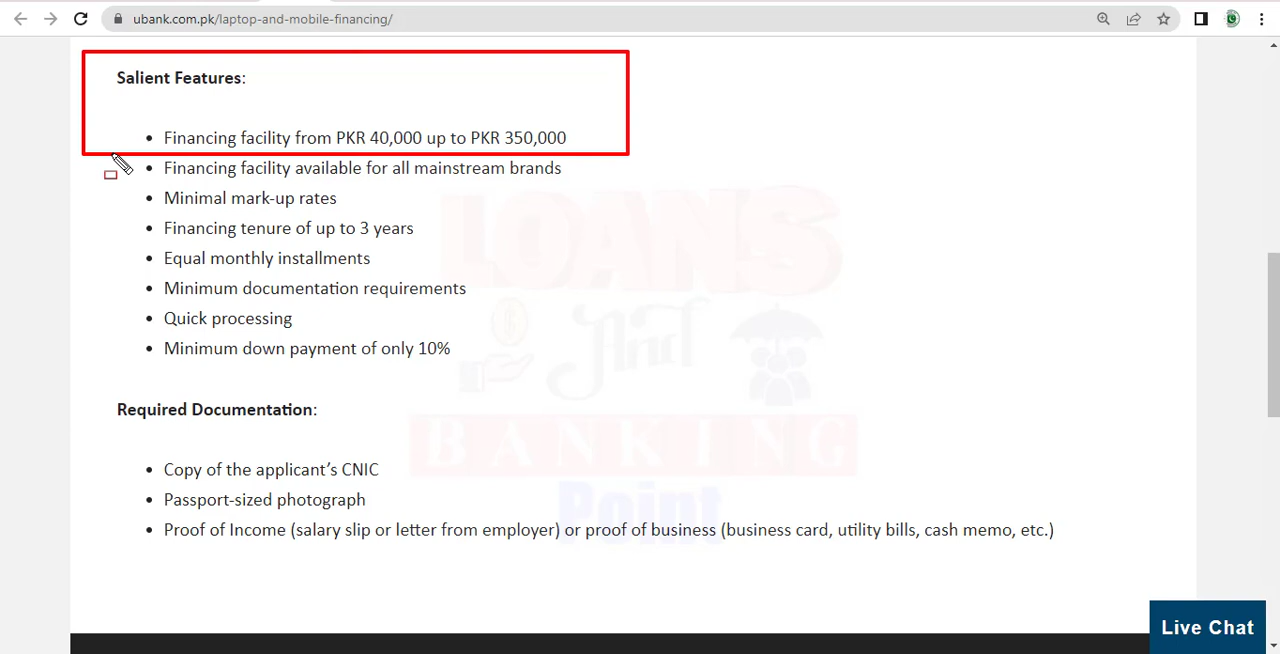 ubank.com.pk/laptop-and-mobile-financing/
Salient Features:
• Financing facility from PKR 40,000 up to PKR 350,000
• Financing facility available for all mainstream brands
• Minimal mark-up rates
• Financing tenure of up to 3 years
• Equal monthly installments
• Minimum documentation requirements
• Quick processing
• Minimum down payment of only 10%
LOANS
And
BANKING
Point
Required Documentation:
• Copy of the applicant’s CNIC
• Passport-sized photograph
• Proof of Income (salary slip or letter from employer) or proof of business (business card, utility bills, cash memo, etc.)
Live Chat